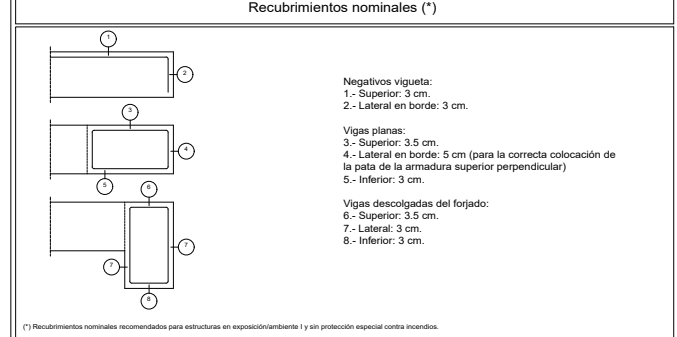 Recubrimientos nominales (*)
1
2
Negativos vigueta:
1.- Superior: 3 cm.
2.- Lateral en borde: 3 cm.
3
4
5
Vigas planas:
3.- Superior: 3.5 cm.
4.- Lateral en borde: 5 cm (para la correcta colocación de
la pata de la armadura superior perpendicular)
5.- Inferior: 3 cm.
6
7
7
8
Vigas descolgadas del forjado:
6.- Superior: 3.5 cm.
7.- Lateral: 3 cm.
8.- Inferior: 3 cm.
(*) Recubrimientos nominales recomendados para estructuras en exposición/ambiente I y sin protección especial contra incendios.